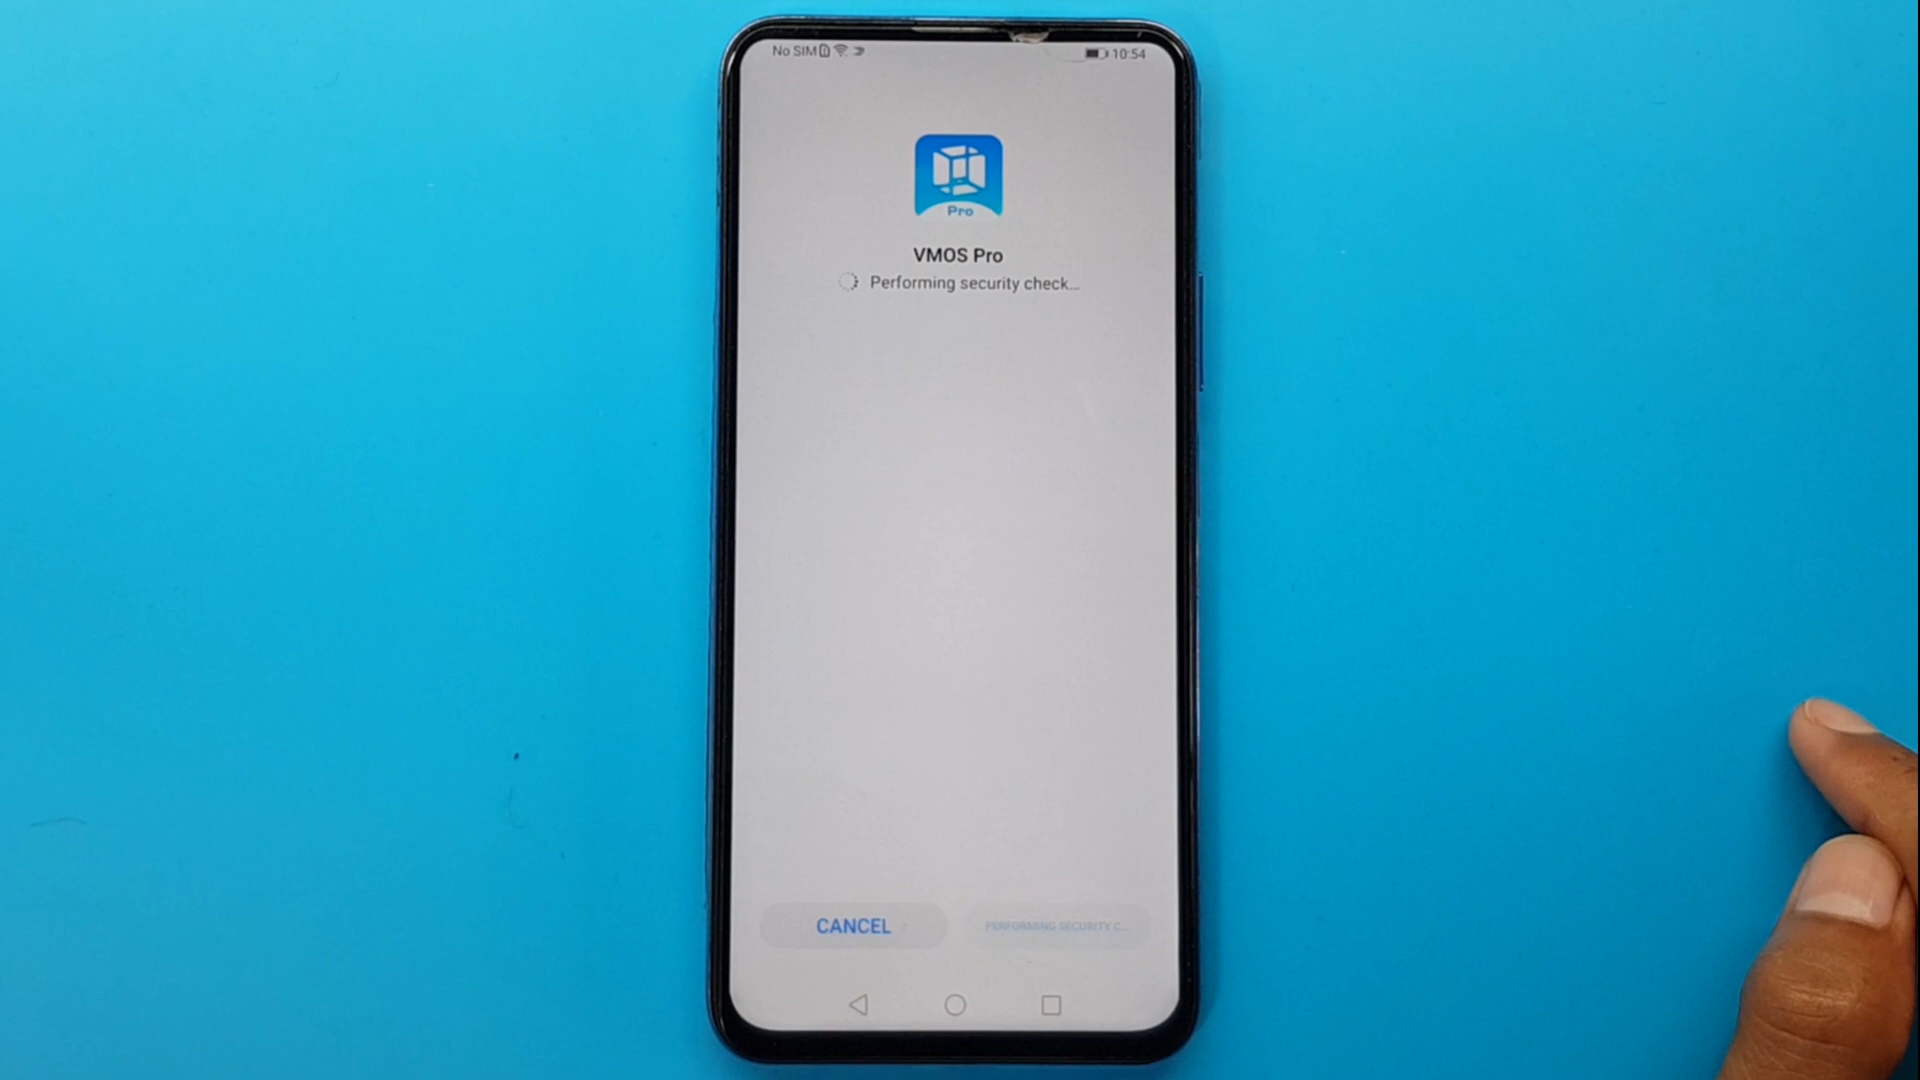 No SIM
10:54
Pro
VMOS Pro
Performing security check...
CANCEL
PERFORMING SECURITY C...